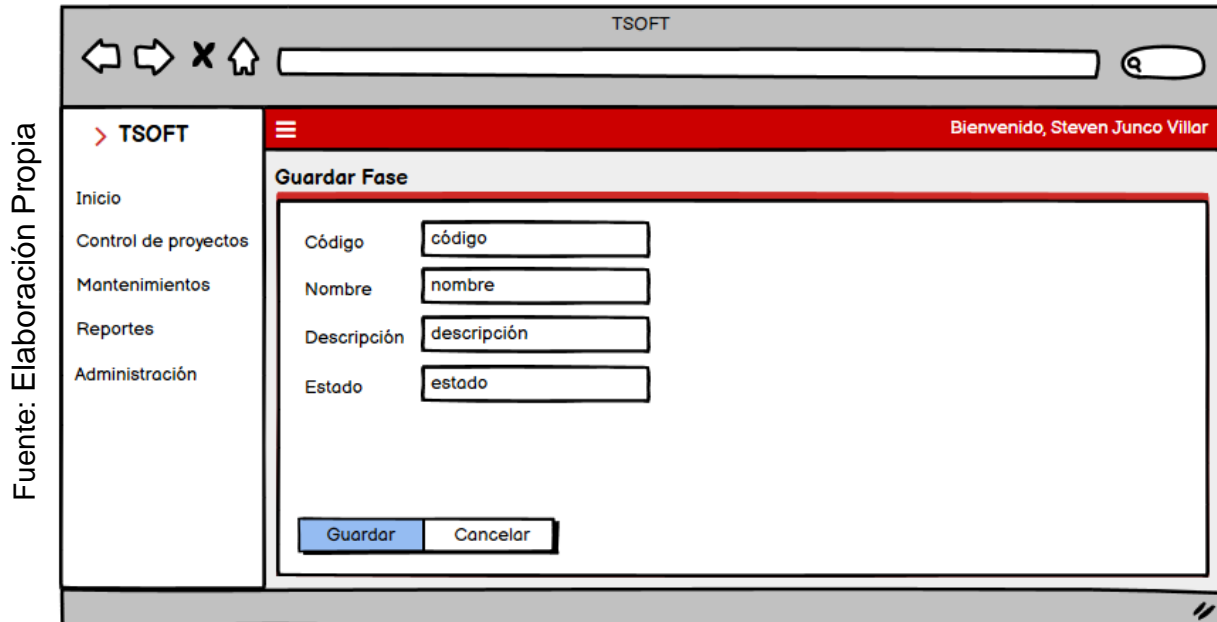 Fuente: Elaboración Propia
TSOFT
> TSOFT
Bienvenido, Steven Junco Villar
Inicio
Control de proyectos
Mantenimientos
Reportes
Administración
Guardar Fase
Código código
Nombre nombre
Descripción descripción
Estado estado
Guardar Cancelar